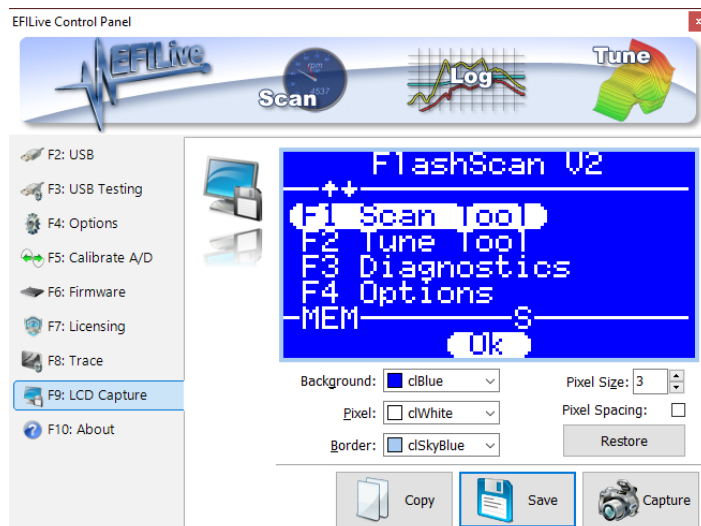 EFILive Control Panel
x
EFILive
Scan
rpm
4537
Log
Tune
F2: USB
F3: USB Testing
F4: Options
F5: Calibrate A/D
F6: Firmware
F7: Licensing
F8: Trace
F9: LCD Capture
F10: About
FlashScan V2
F1 Scan Tool
F2 Tune Tool
F3 Diagnostics
F4 Options
MEM S
Ok
Background: clBlue Pixel Size: 3
Pixel: clWhite Pixel Spacing:
Border: clSkyBlue Restore
Copy Save Capture